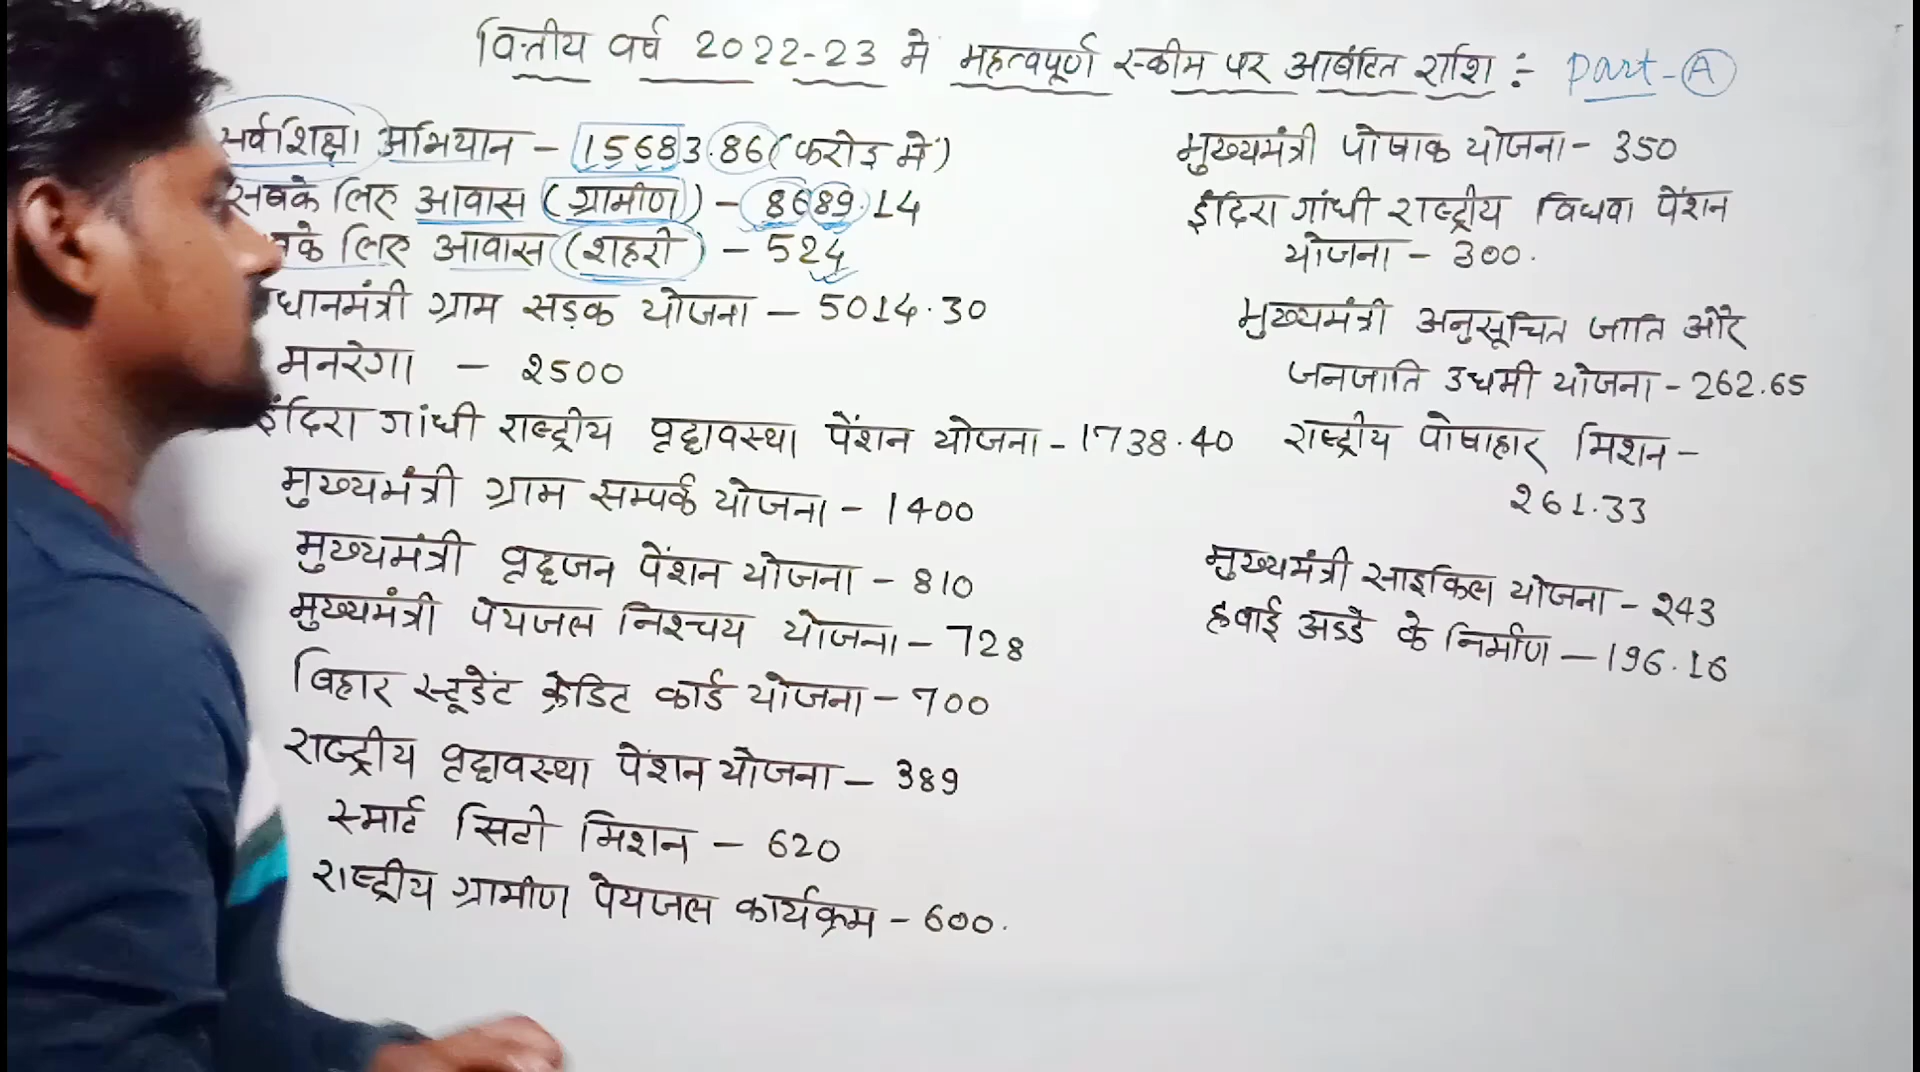 वित्तीय वर्ष 2022-23 में महत्वपूर्ण स्कीम पर आबंटित राशि :- Part-A
सर्वशिक्षा अभियान - 15683.86 (करोड़ में)
सबके लिए आवास (ग्रामीण) - 8689.14
के लिए आवास (शहरी) - 524
धानमंत्री ग्राम सड़क योजना - 5014.30
मनरेगा - 2500
इंदिरा गांधी राष्ट्रीय वृद्धावस्था पेंशन योजना - 1738.40
मुख्यमंत्री ग्राम सम्पर्क योजना - 1400
मुख्यमंत्री वृद्धजन पेंशन योजना - 810
मुख्यमंत्री पेयजल निश्चय योजना - 728
बिहार स्टूडेंट क्रेडिट कार्ड योजना - 700
राष्ट्रीय वृद्धावस्था पेंशन योजना - 389
स्मार्ट सिटी मिशन - 620
राष्ट्रीय ग्रामीण पेयजल कार्यक्रम - 600.
मुख्यमंत्री पोषाक योजना - 350
इंदिरा गांधी राष्ट्रीय विधवा पेंशन
योजना - 300.
मुख्यमंत्री अनुसूचित जाति और
जनजाति उधमी योजना - 262.65
राष्ट्रीय पोषाहार मिशन -
261.33
मुख्यमंत्री साइकिल योजना - 243
हवाई अडडे के निर्माण - 196.16